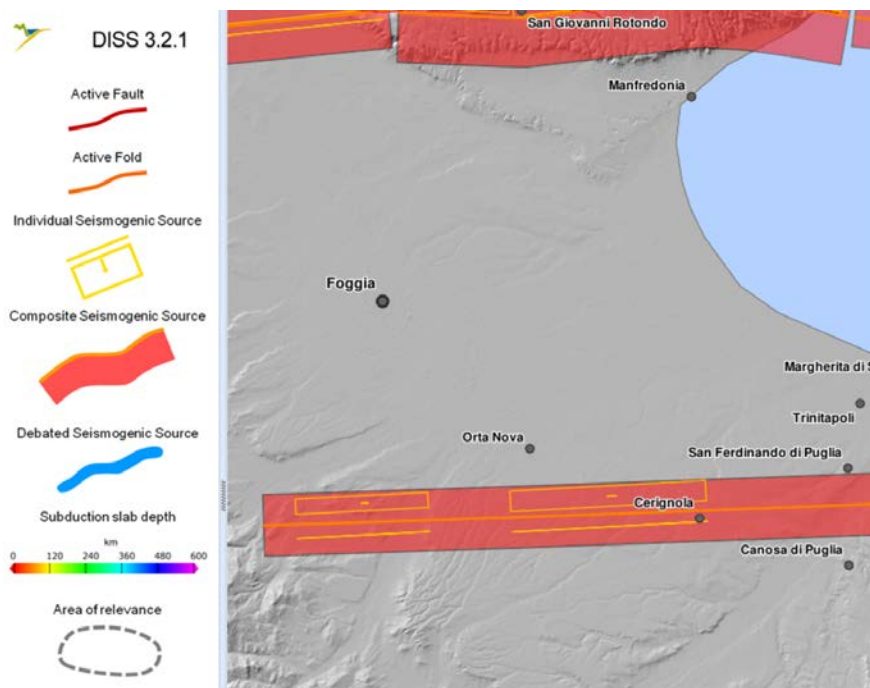 DISS 3.2.1
Active Fault
Active Fold
Individual Seismogenic Source
Composite Seismogenic Source
Debated Seismogenic Source
Subduction slab depth
km
0 120 240 360 480 600
Area of relevance
San Giovanni Rotondo
Manfredonia
Foggia
Margherita di S
Trinitapoli
Orta Nova
San Ferdinando di Puglia
Cerignola
Canosa di Puglia